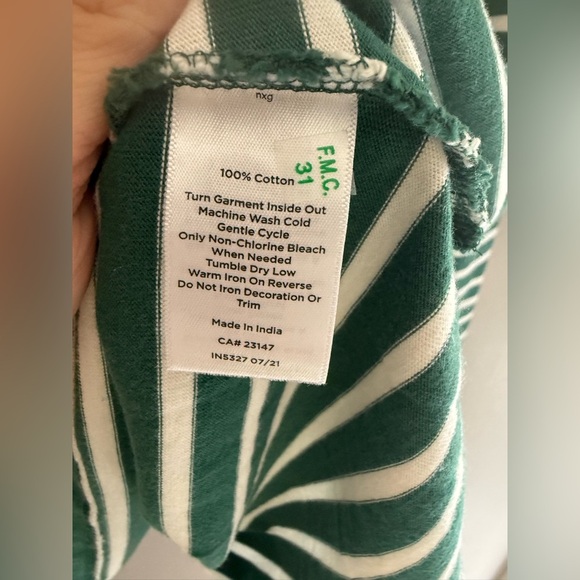 nxg
F.M.C.
31
100% Cotton
Turn Garment Inside Out
Machine Wash Cold
Gentle Cycle
Only Non-Chlorine Bleach
When Needed
Tumble Dry Low
Warm Iron On Reverse
Do Not Iron Decoration Or
Trim
Made In India
CA# 23147
IN5327 07/21